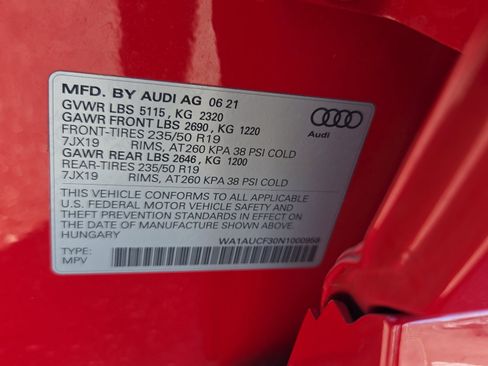 MFD. BY AUDI AG 06 21
GVWR LBS 5115, KG 2320
GAWR FRONT LBS 2690, KG 1220
FRONT-TIRES 235/50 R19
7JX19 RIMS, AT260 KPA 38 PSI COLD
GAWR REAR LBS 2646, KG 1200
REAR-TIRES 235/50 R19
7JX19 RIMS, AT260 KPA 38 PSI COLD
THIS VEHICLE CONFORMS TO ALL APPLICABLE
U.S. FEDERAL MOTOR VEHICLE SAFETY AND
THEFT PREVENTION STANDARDS IN EFFECT ON
THE DATE OF MANUFACTURE SHOWN ABOVE.
HUNGARY
WA1AUCF30N1000958
TYPE:
MPV
Audi